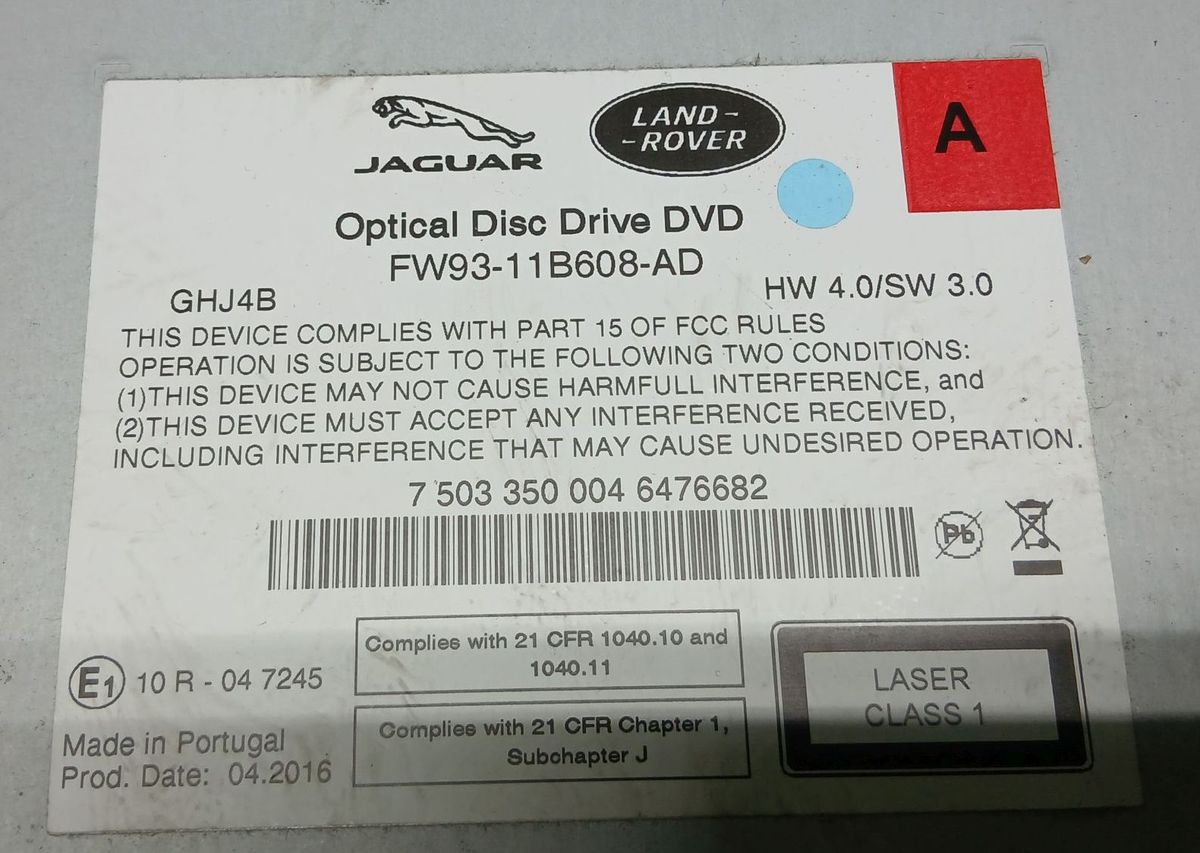 JAGUAR
LAND-
-ROVER
A
Optical Disc Drive DVD
FW93-11B608-AD
GHJ4B
HW 4.0/SW 3.0
THIS DEVICE COMPLIES WITH PART 15 OF FCC RULES
OPERATION IS SUBJECT TO THE FOLLOWING TWO CONDITIONS:
(1)THIS DEVICE MAY NOT CAUSE HARMFULL INTERFERENCE, and
(2)THIS DEVICE MUST ACCEPT ANY INTERFERENCE RECEIVED,
INCLUDING INTERFERENCE THAT MAY CAUSE UNDESIRED OPERATION.
7 503 350 004 6476682
Pb
E1 10 R - 04 7245
Complies with 21 CFR 1040.10 and
1040.11
Complies with 21 CFR Chapter 1,
Subchapter J
LASER
CLASS 1
Made in Portugal
Prod. Date: 04.2016